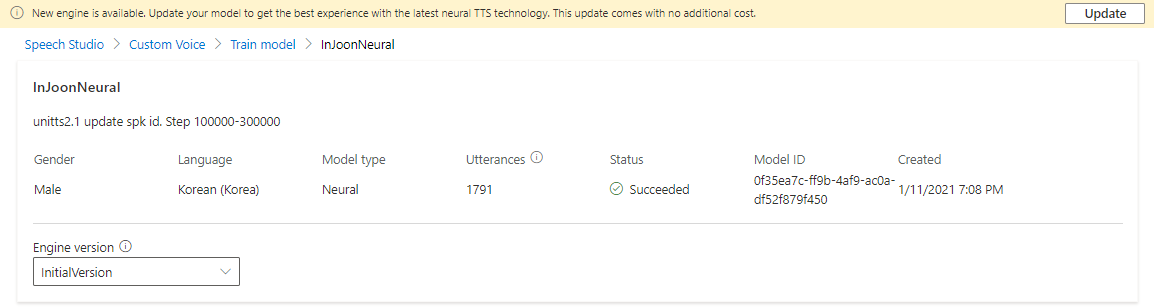 New engine is available. Update your model to get the best experience with the latest neural TTS technology. This update comes with no additional cost.
Update
Speech Studio > Custom Voice > Train model > InJoonNeural
InJoonNeural
unitts2.1 update spk id. Step 100000-300000
Gender Language Model type Utterances Status Model ID Created
Male Korean (Korea) Neural 1791 Succeeded 0f35ea7c-ff9b-4af9-ac0a- 1/11/2021 7:08 PM
df52f879f450
Engine version
InitialVersion